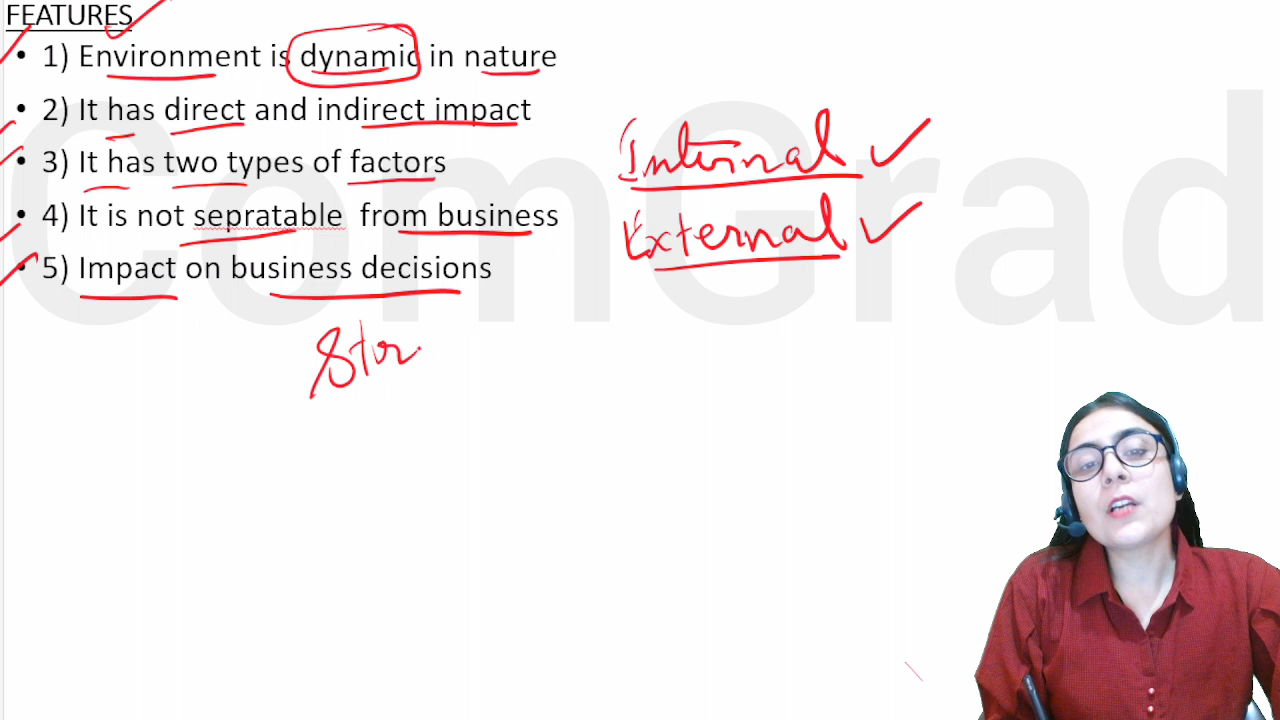 FEATURES
• 1) Environment is dynamic in nature
• 2) It has direct and indirect impact
• 3) It has two types of factors
• 4) It is not sepratable from business
• 5) Impact on business decisions
Internal
External
ComGrad